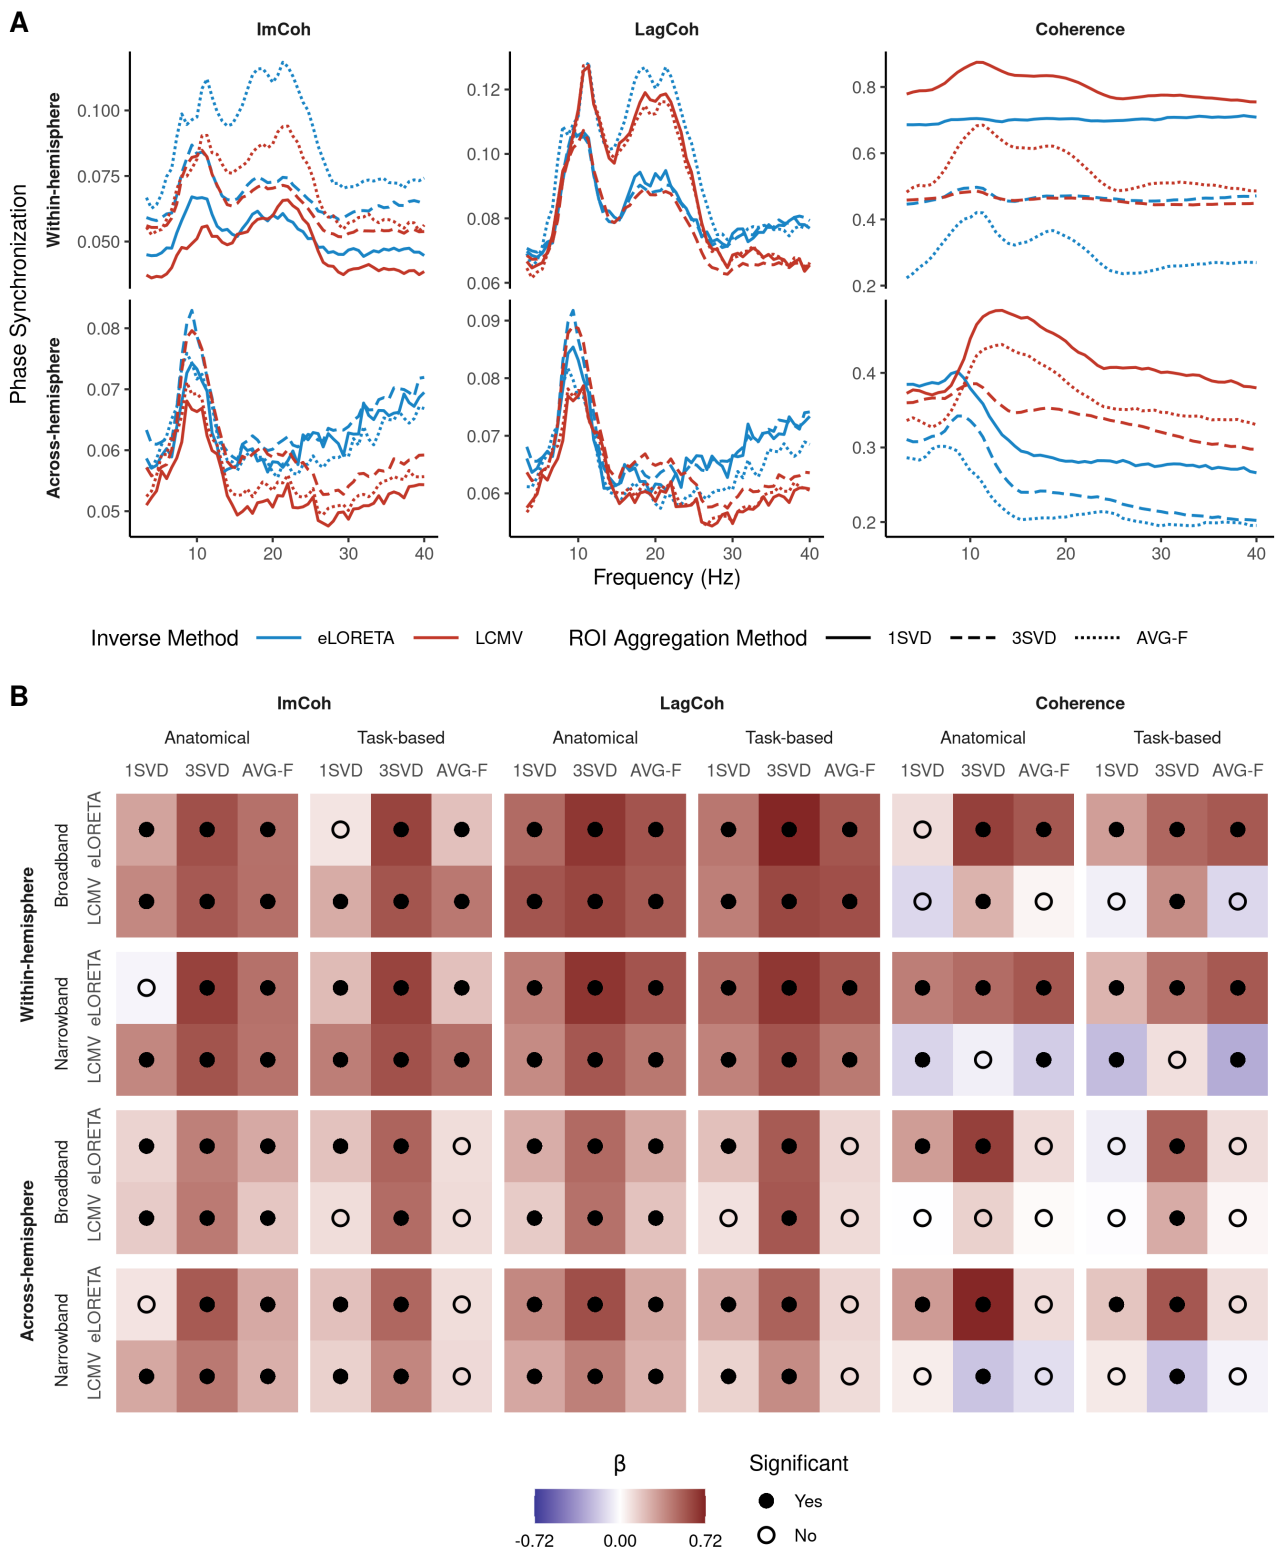 A
ImCoh LagCoh Coherence
Phase Synchronization
Within-hemisphere
0.100
0.075
0.050
0.12
0.10
0.08
0.06
0.8
0.6
0.4
0.2
Across-hemisphere
0.08
0.07
0.06
0.05
0.09
0.08
0.07
0.06
0.4
0.3
0.2
10 20 30 40 10 20 30 40 10 20 30 40
Frequency (Hz)
Inverse Method eLORETA LCMV ROI Aggregation Method 1SVD 3SVD AVG-F
B
ImCoh LagCoh Coherence
Anatomical Task-based Anatomical Task-based Anatomical Task-based
1SVD 3SVD AVG-F 1SVD 3SVD AVG-F 1SVD 3SVD AVG-F 1SVD 3SVD AVG-F 1SVD 3SVD AVG-F 1SVD 3SVD AVG-F
Within-hemisphere
Broadband
eLORETA
LCMV
Narrowband
eLORETA
LCMV
Across-hemisphere
Broadband
eLORETA
LCMV
Narrowband
eLORETA
LCMV
β
-0.72 0.00 0.72
Significant
Yes
No